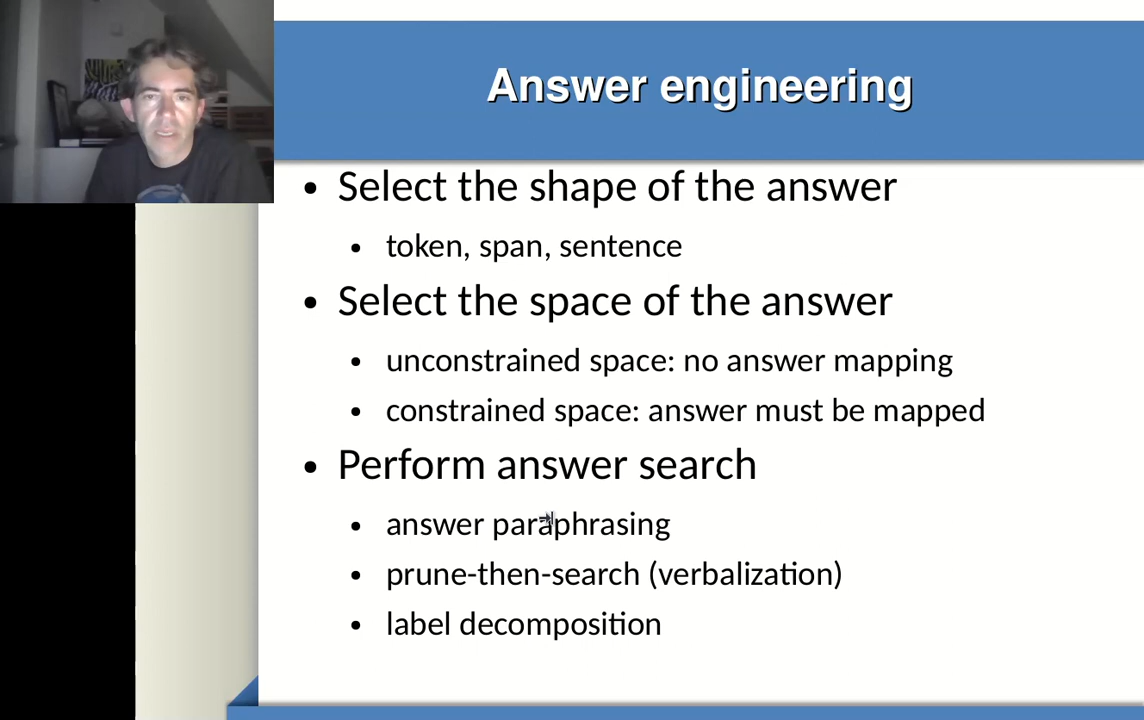 Answer engineering
• Select the shape of the answer
• token, span, sentence
• Select the space of the answer
• unconstrained space: no answer mapping
• constrained space: answer must be mapped
• Perform answer search
• answer paraphrasing
• prune-then-search (verbalization)
• label decomposition